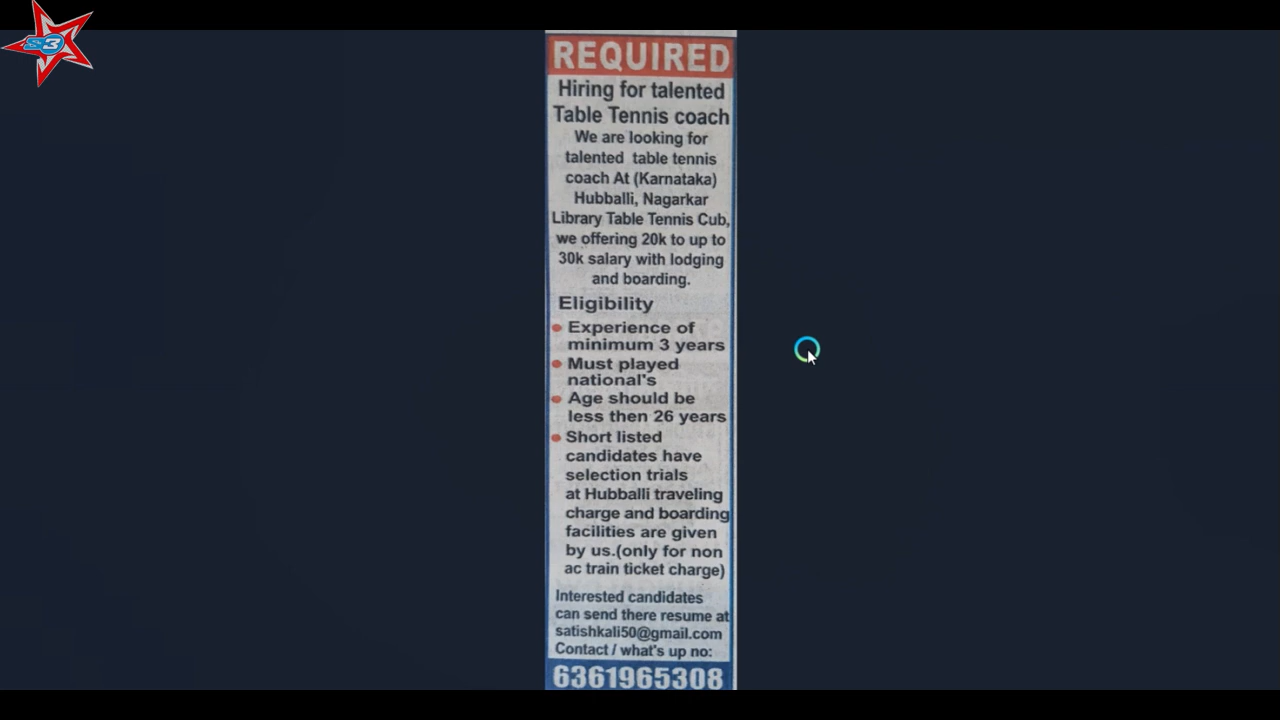 S3
REQUIRED
Hiring for talented
Table Tennis coach
We are looking for
talented table tennis
coach At (Karnataka)
Hubballi, Nagarkar
Library Table Tennis Cub,
we offering 20k to up to
30k salary with lodging
and boarding.
Eligibility
Experience of
minimum 3 years
Must played
national's
Age should be
less then 26 years
Short listed
candidates have
selection trials
at Hubballi traveling
charge and boarding
facilities are given
by us.(only for non
ac train ticket charge)
Interested candidates
can send there resume at
satishkali50@gmail.com
Contact / what's up no:
6361965308